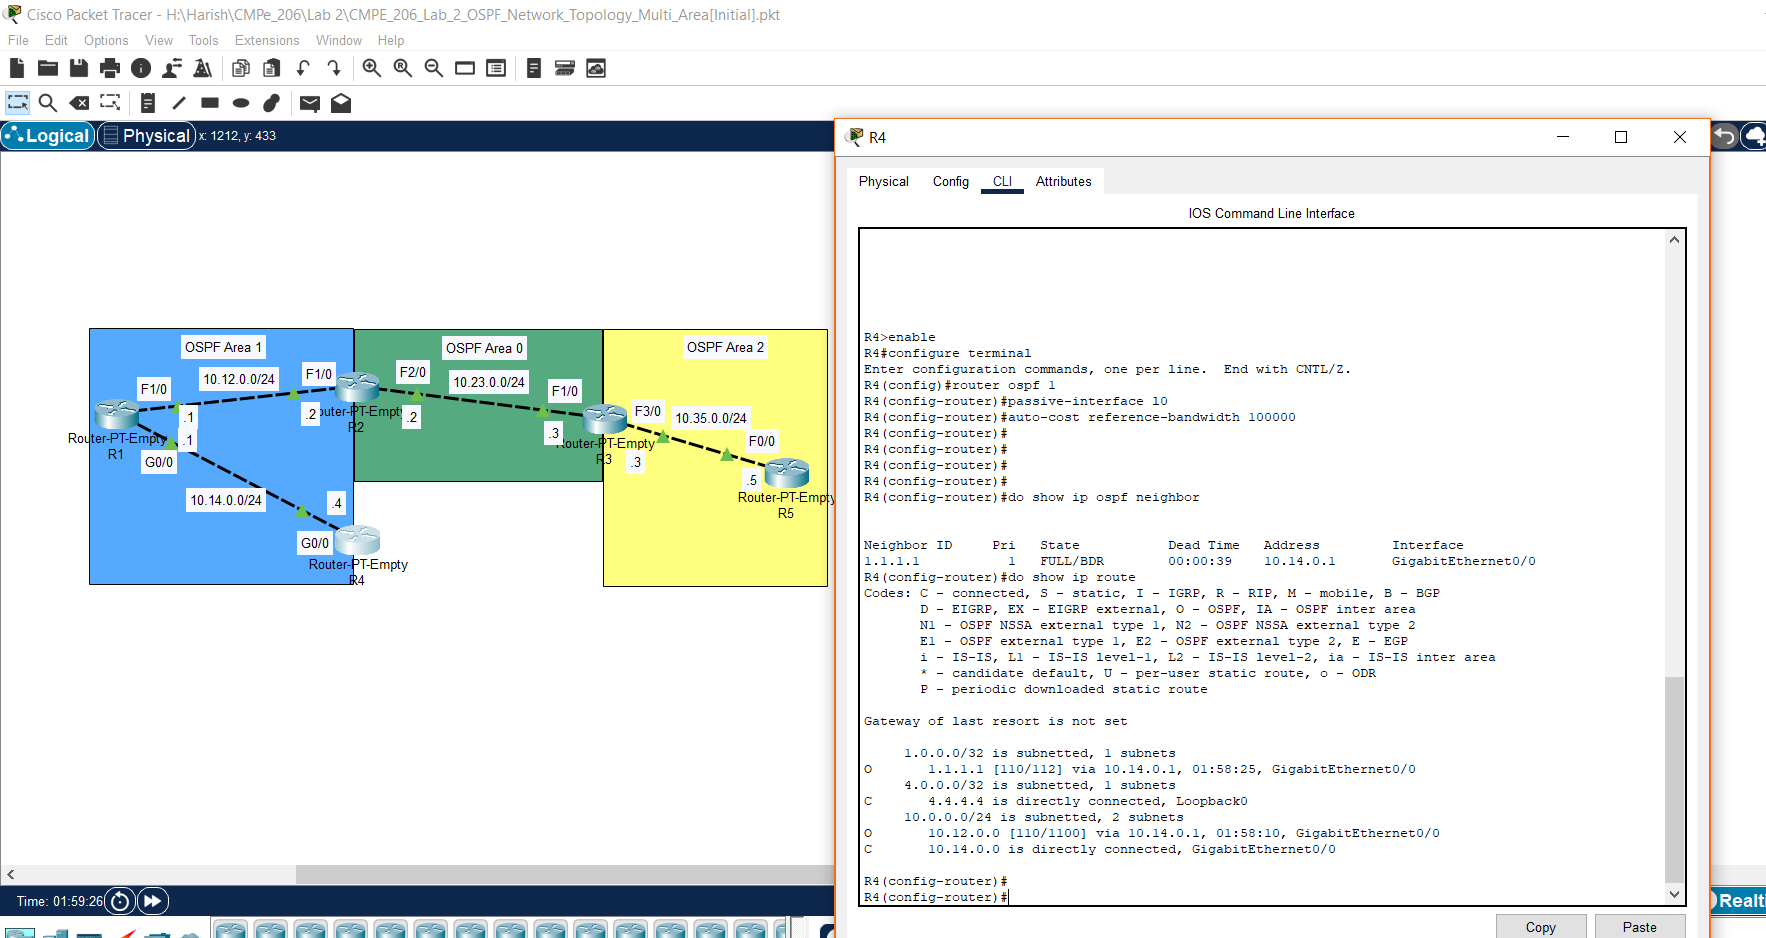 Cisco Packet Tracer - H:\Harish\CMPe_206\Lab 2\CMPE_206_Lab_2_OSPF_Network_Topology_Multi_Area[Initial].pkt
File Edit Options View Tools Extensions Window Help
Logical Physical x: 1212, y: 433
OSPF Area 1
OSPF Area 0
OSPF Area 2
F1/0
10.12.0.0/24
F1/0
F2/0
10.23.0.0/24
F1/0
F3/0
10.35.0.0/24
F0/0
.1
.2
.2
.3
.3
.5
.1
Router-PT-Empty
R1
Router-PT-Empty
R2
Router-PT-Empty
R3
Router-PT-Empty
R5
G0/0
10.14.0.0/24
.4
G0/0
Router-PT-Empty
R4
Time: 01:59:26
R4
Physical Config CLI Attributes
IOS Command Line Interface
R4>enable
R4#configure terminal
Enter configuration commands, one per line.  End with CNTL/Z.
R4(config)#router ospf 1
R4(config-router)#passive-interface lO
R4(config-router)#auto-cost reference-bandwidth 100000
R4(config-router)#
R4(config-router)#
R4(config-router)#
R4(config-router)#
R4(config-router)#do show ip ospf neighbor
Neighbor ID     Pri   State           Dead Time   Address         Interface
1.1.1.1           1   FULL/BDR        00:00:39    10.14.0.1       GigabitEthernet0/0
R4(config-router)#do show ip route
Codes: C - connected, S - static, I - IGRP, R - RIP, M - mobile, B - BGP
D - EIGRP, EX - EIGRP external, O - OSPF, IA - OSPF inter area
N1 - OSPF NSSA external type 1, N2 - OSPF NSSA external type 2
E1 - OSPF external type 1, E2 - OSPF external type 2, E - EGP
i - IS-IS, L1 - IS-IS level-1, L2 - IS-IS level-2, ia - IS-IS inter area
* - candidate default, U - per-user static route, o - ODR
P - periodic downloaded static route
Gateway of last resort is not set
1.0.0.0/32 is subnetted, 1 subnets
O       1.1.1.1 [110/112] via 10.14.0.1, 01:58:25, GigabitEthernet0/0
4.0.0.0/32 is subnetted, 1 subnets
C       4.4.4.4 is directly connected, Loopback0
10.0.0.0/24 is subnetted, 2 subnets
O       10.12.0.0 [110/1100] via 10.14.0.1, 01:58:10, GigabitEthernet0/0
C       10.14.0.0 is directly connected, GigabitEthernet0/0
R4(config-router)#
R4(config-router)#
Copy Paste
Realti